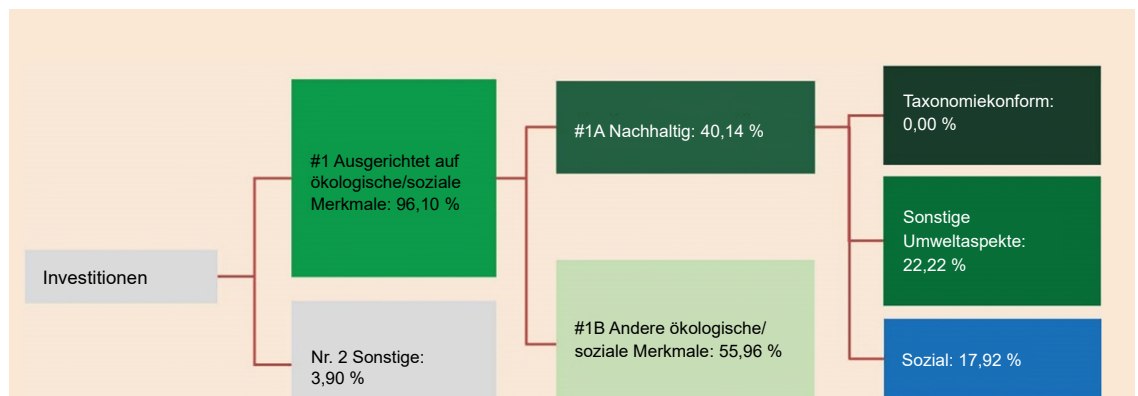 Investitionen
#1 Ausgerichtet auf
ökologische/soziale
Merkmale: 96,10 %
Nr. 2 Sonstige:
3,90 %
#1A Nachhaltig: 40,14 %
#1B Andere ökologische/
soziale Merkmale: 55,96 %
Taxonomiekonform:
0,00 %
Sonstige
Umweltaspekte:
22,22 %
Sozial: 17,92 %